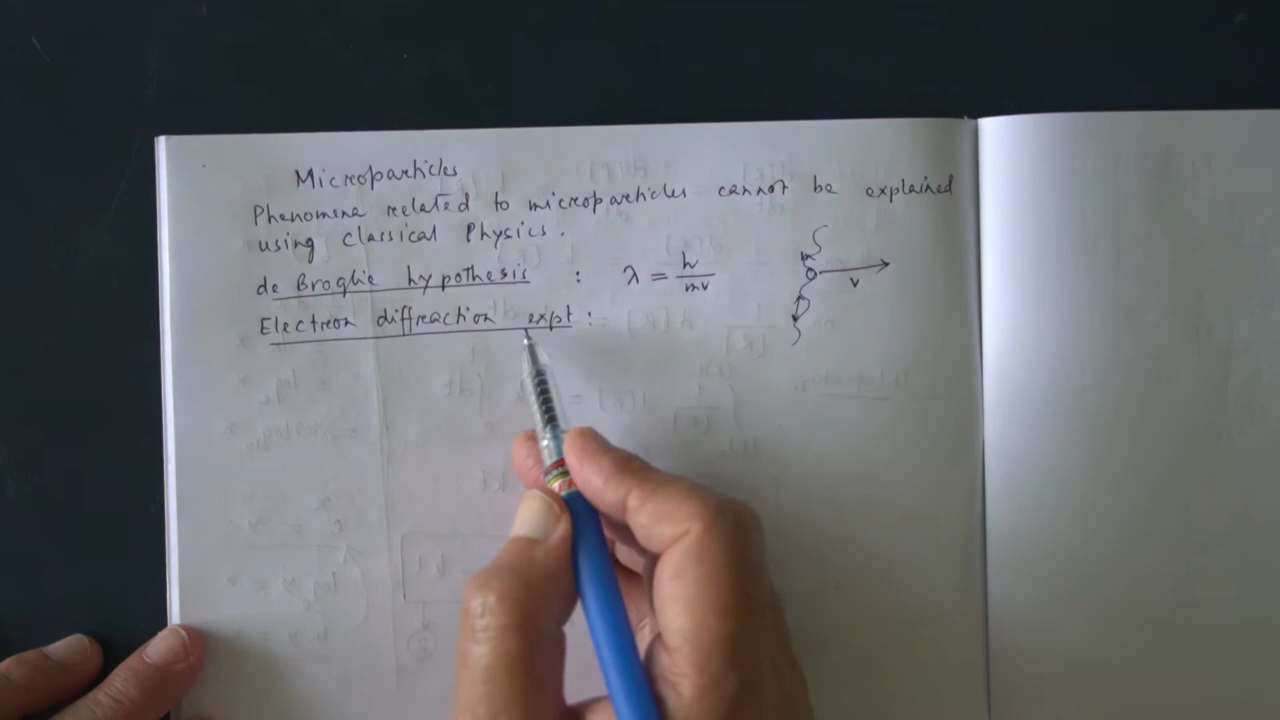 Microparticles
Phenomena related to microparticles cannot be explained
using classical Physics.
de Broglie hypothesis : λ = h/mv
v
Electron diffraction expt :